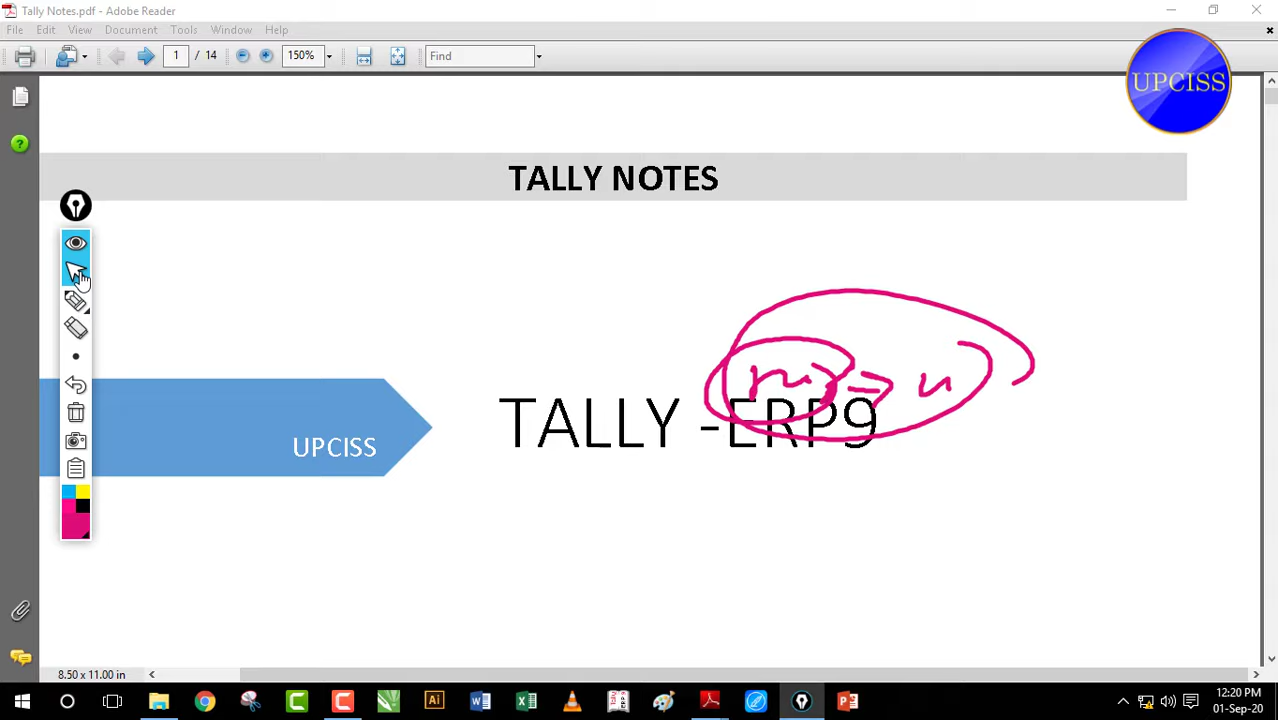 Tally Notes.pdf - Adobe Reader
File Edit View Document Tools Window Help
1 / 14 150% Find
UPCISS
TALLY NOTES
UPCISS
TALLY -ERP9
8.50 x 11.00 in
12:20 PM
01-Sep-20